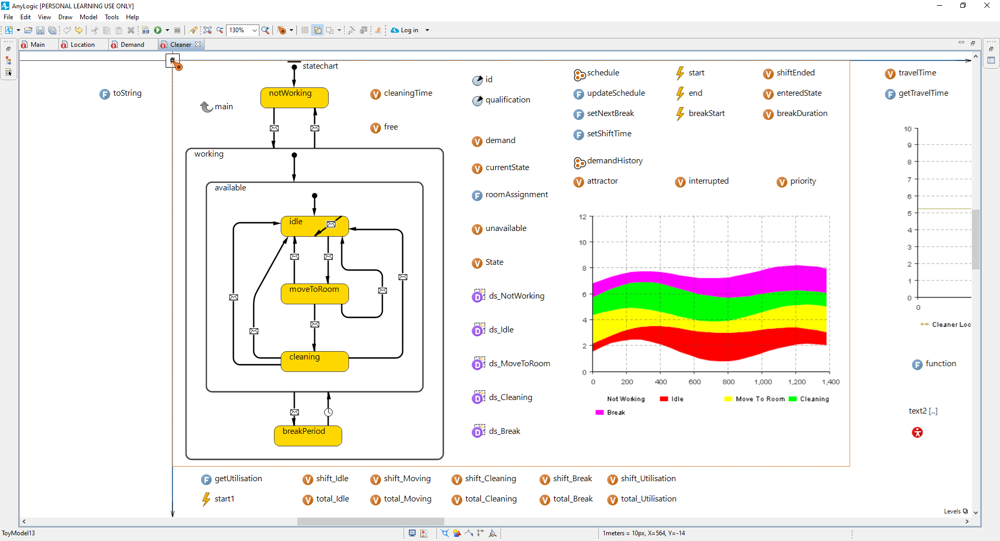 AnyLogic [PERSONAL LEARNING USE ONLY]
File Edit View Draw Model Tools Help
130% Log in
Main Location Demand Cleaner
toString
main
statechart
notWorking
cleaningTime
free
working
available
idle
moveToRoom
cleaning
breakPeriod
id
qualification
demand
currentState
roomAssignment
unavailable
State
ds_NotWorking
ds_Idle
ds_MoveToRoom
ds_Cleaning
ds_Break
schedule start shiftEnded travelTime
updateSchedule end enteredState getTravelTime
setNextBreak breakStart breakDuration
setShiftTime
demandHistory
attractor interrupted priority
12
10
8
6
4
2
0
0 200 400 600 800 1,000 1,200 1,400
Not Working Idle Move To Room Cleaning
Break
10
9
8
7
6
5
4
3
2
1
0
0
Cleaner Loc
function
text2 [..]
getUtilisation shift_Idle shift_Moving shift_Cleaning shift_Break shift_Utilisation
start1 total_Idle total_Moving total_Cleaning total_Break total_Utilisation
Levels
ToyModel13 1meters = 10px, X=564, Y=-14